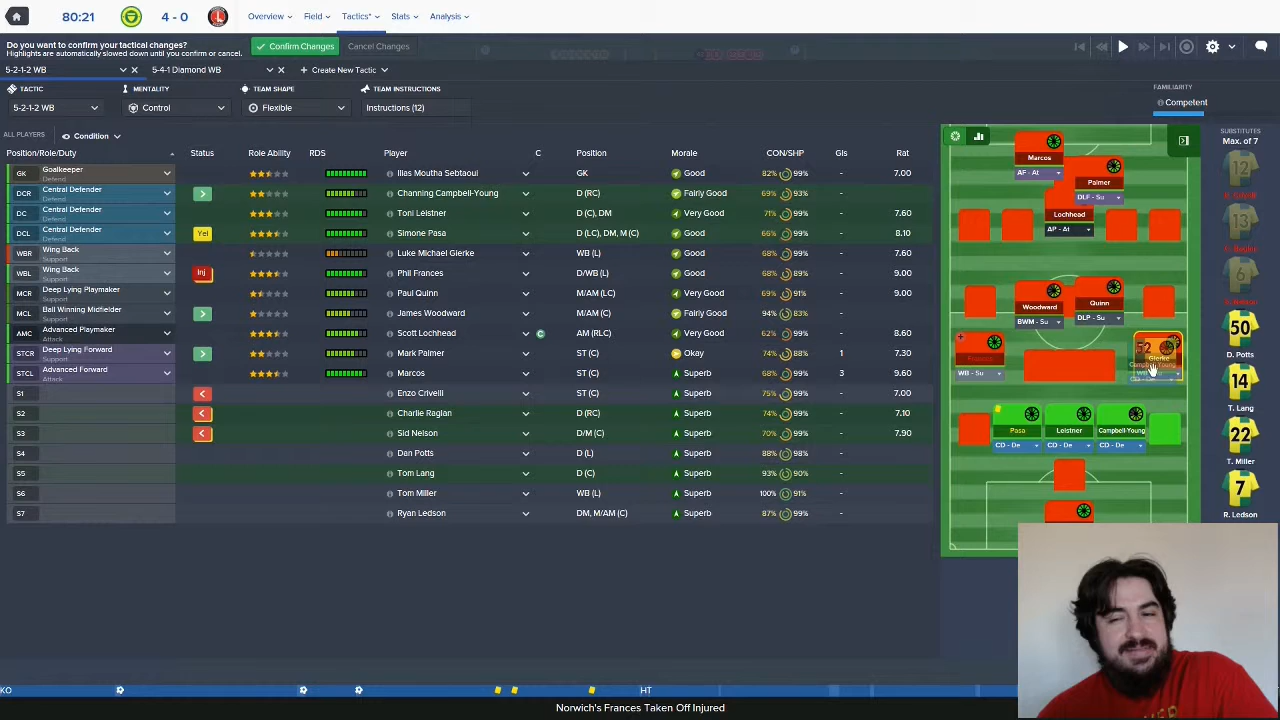 80:21
4 - 0
Overview
Field
Tactics*
Stats
Analysis
Do you want to confirm your tactical changes?
Highlights are automatically slowed down until you confirm or cancel.
Confirm Changes
Cancel Changes
5-2-1-2 WB
5-4-1 Diamond WB
Create New Tactic
TACTIC
MENTALITY
TEAM SHAPE
TEAM INSTRUCTIONS
FAMILIARITY
5-2-1-2 WB
Control
Flexible
Instructions (12)
Competent
ALL PLAYERS
Condition
SUBSTITUTES
Max. of 7
Position/Role/Duty Status Role Ability RDS Player C Position Morale CON/SHP Gls Rat
GK Goalkeeper Defend Ilias Moutha Sebtaoui GK Good 82% 99% - 7.00
DCR Central Defender Defend Channing Campbell-Young D (RC) Fairly Good 69% 93% -
DC Central Defender Defend Toni Leistner D (C), DM Very Good 71% 99% - 7.60
DCL Central Defender Defend Yel Simone Pasa D (LC), DM, M (C) Good 66% 99% - 8.10
WBR Wing Back Support Luke Michael Gierke WB (L) Good 68% 99% - 7.60
WBL Wing Back Support Inj Phil Frances D/WB (L) Good 68% 89% - 9.00
MCR Deep Lying Playmaker Support Paul Quinn M/AM (LC) Very Good 69% 91% - 9.00
MCL Ball Winning Midfielder Support James Woodward M/AM (C) Fairly Good 94% 83% -
AMC Advanced Playmaker Attack Scott Lochhead C AM (RLC) Very Good 62% 99% - 8.60
STCR Deep Lying Forward Support Mark Palmer ST (C) Okay 74% 88% 1 7.30
STCL Advanced Forward Attack Marcos ST (C) Superb 67% 99% 3 9.60
S1 Enzo Crivelli ST (C) Superb 75% 99% - 7.00
S2 Charlie Raglan D (RC) Superb 74% 99% - 7.10
S3 Sid Nelson D/M (C) Superb 70% 99% - 7.90
S4 Dan Potts D (L) Superb 88% 98% -
S5 Tom Lang D (C) Superb 93% 90% -
S6 Tom Miller WB (L) Superb 100% 91% -
S7 Ryan Ledson DM, M/AM (C) Superb 87% 99% -
Marcos
AF - At
Palmer
DLF - Su
Lochhead
AP - At
Woodward
BWM - Su
Quinn
DLP - Su
Frances
WB - Su
Gierke
Campbell-Young
Pasa
CD - De
Leistner
CD - De
Campbell-Young
CD - De
12
13
6
50
D. Potts
14
T. Lang
22
T. Miller
7
R. Ledson
KO
HT
Norwich's Frances Taken Off Injured